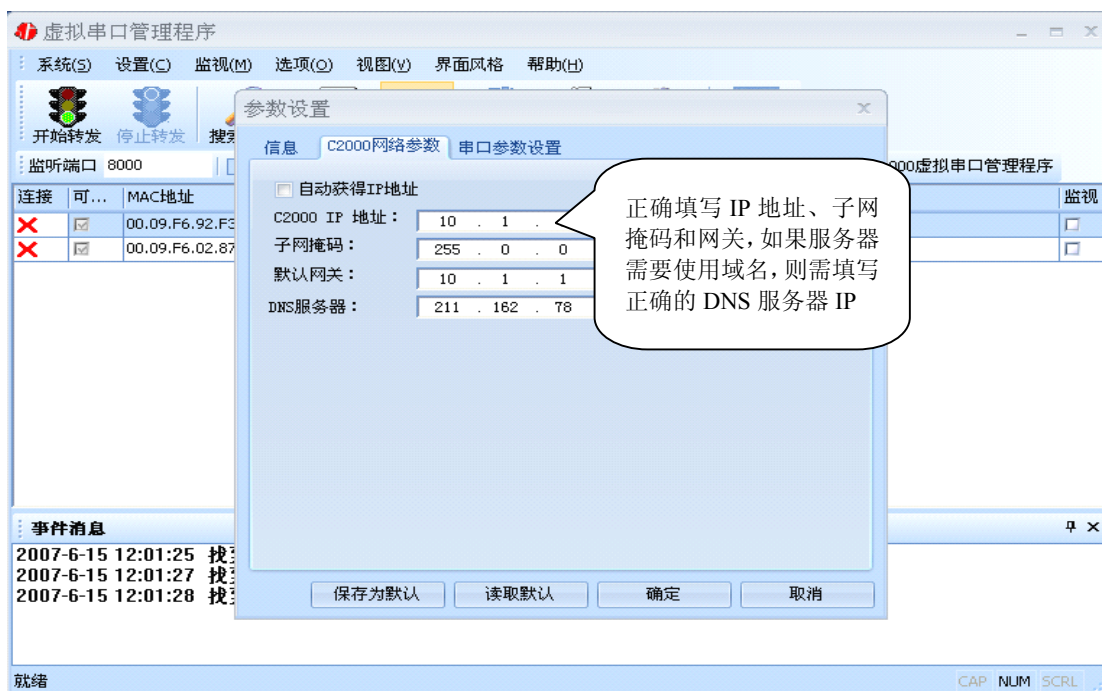 虚拟串口管理程序
系统(S) 设置(C) 监视(M) 选项(O) 视图(V) 界面风格 帮助(H)
开始转发 停止转发
监听端口 8000
虚拟串口管理程序
连接 可... MAC地址 监视
00.09.F6.92.F3
00.09.F6.02.87
参数设置
信息 C2000网络参数 串口参数设置
自动获得IP地址
C2000 IP 地址： 10 . 1 .
子网掩码： 255 . 0 . 0
默认网关： 10 . 1 . 1
DNS服务器： 211 . 162 . 78
正确填写 IP 地址、子网
掩码和网关，如果服务器
需要使用域名，则需填写
正确的 DNS 服务器 IP
保存为默认 读取默认 确定 取消
事件消息
2007-6-15 12:01:25
2007-6-15 12:01:27
2007-6-15 12:01:28
就绪 CAP NUM SCRL